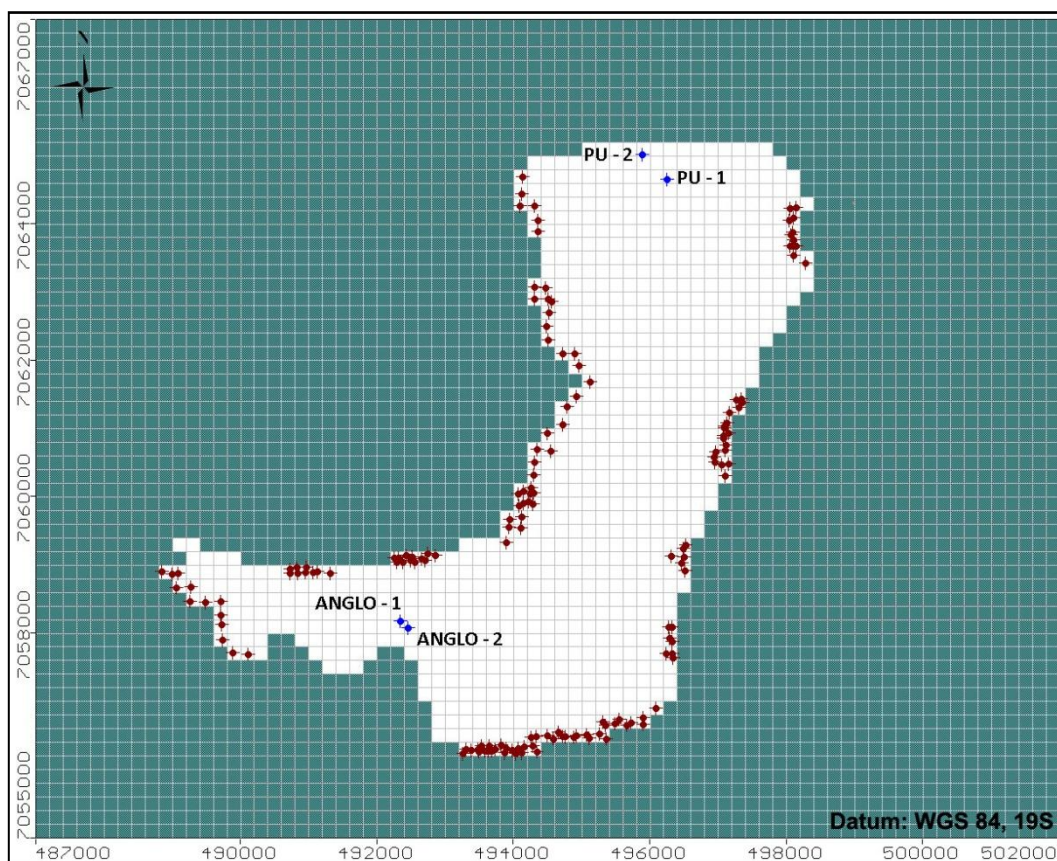 7067000
PU - 2
PU - 1
7064000
7062000
7060000
ANGLO - 1
7058000
ANGLO - 2
7055000
Datum: WGS 84, 19S
487000 490000 492000 494000 496000 498000 500000 502000